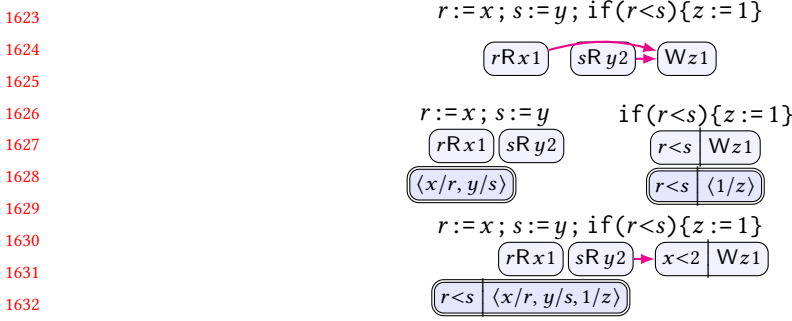 1623
r := x ; s := y ; if(r<s){z := 1}
1624
rRx1 sRy2 Wz1
1625
1626
r := x ; s := y if(r<s){z := 1}
1627
rRx1 sRy2 r<s | Wz1
1628
⟨x/r, y/s⟩ r<s | ⟨1/z⟩
1629
1630
r := x ; s := y ; if(r<s){z := 1}
1631
rRx1 sRy2 x<2 | Wz1
1632
r<s | ⟨x/r, y/s, 1/z⟩